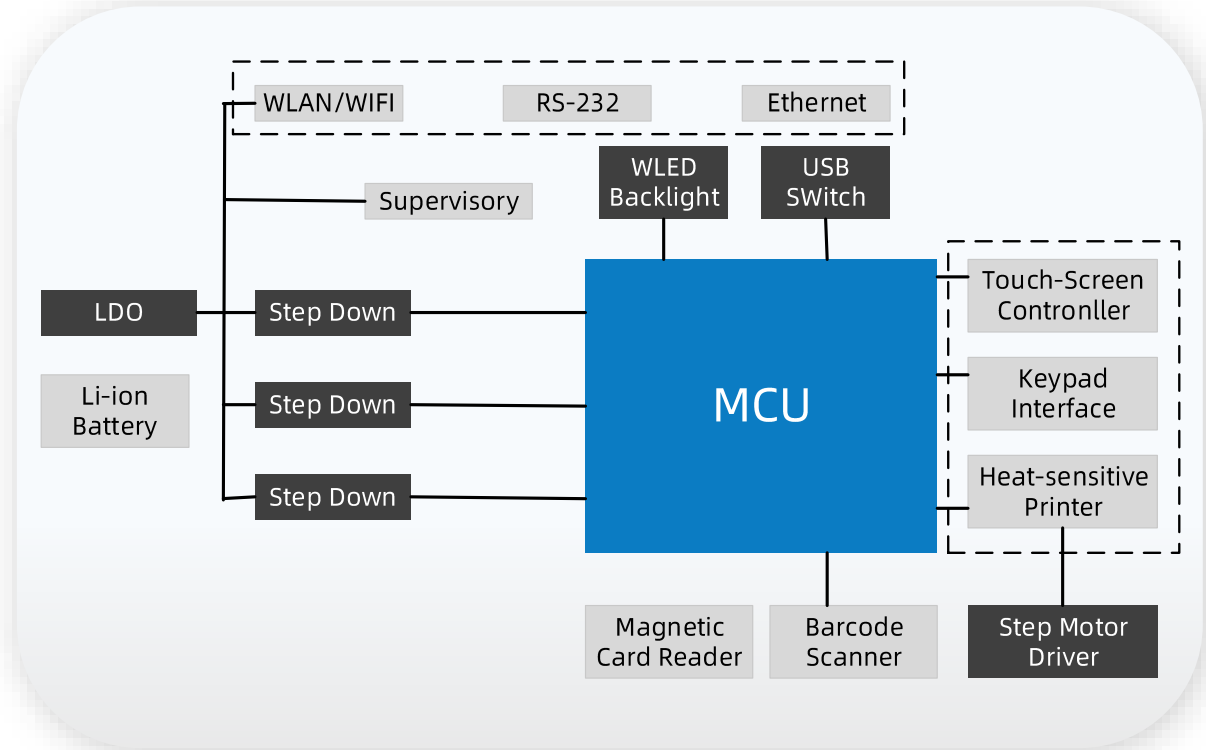 WLAN/WIFI
RS-232
Ethernet
WLED
Backlight
USB
SWitch
Supervisory
Touch-Screen
Contronller
LDO
Step Down
Li-ion
Battery
Step Down
MCU
Keypad
Interface
Step Down
Heat-sensitive
Printer
Magnetic
Card Reader
Barcode
Scanner
Step Motor
Driver